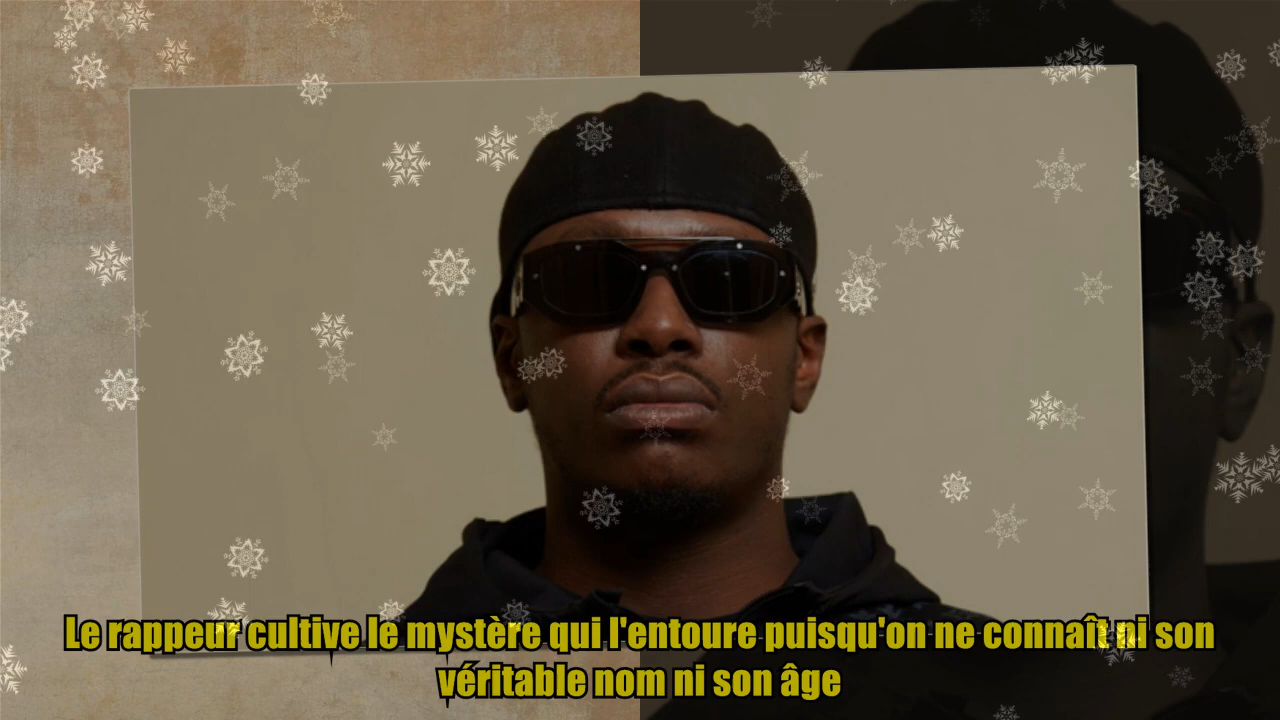 Le rappeur cultive le mystère qui l'entoure puisqu'on ne connaît ni son
véritable nom ni son âge